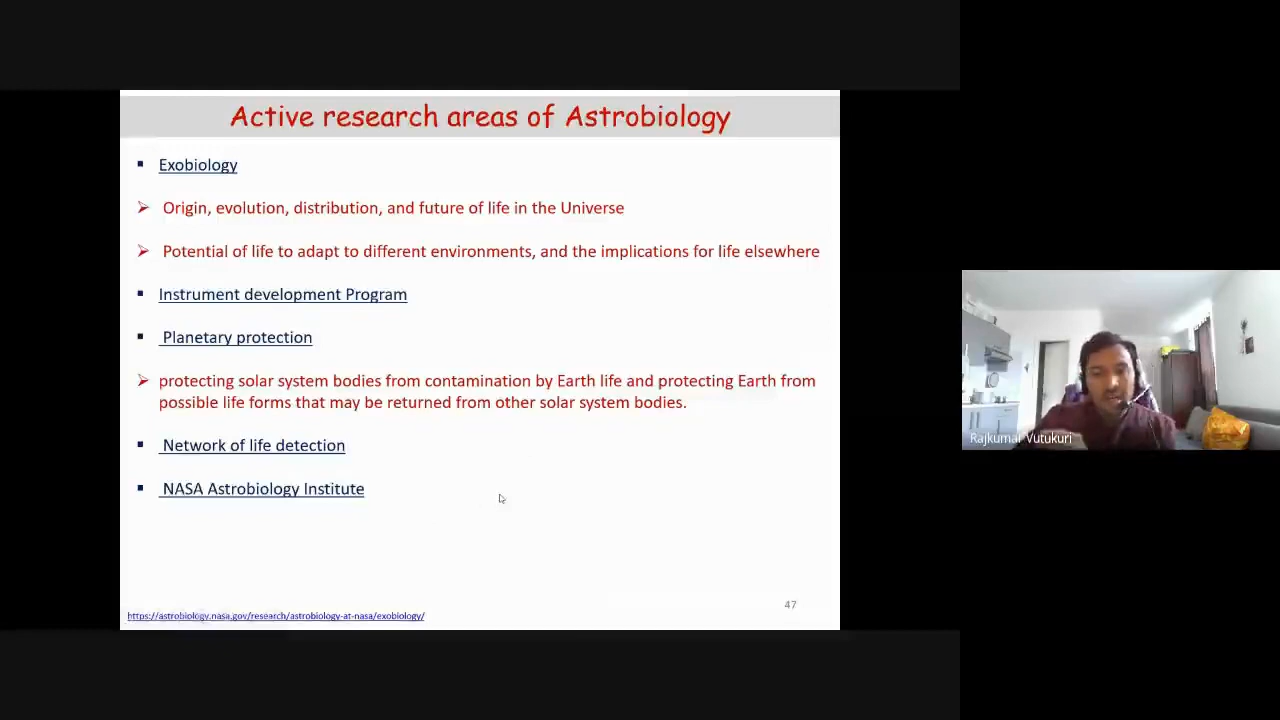 Active research areas of Astrobiology
Exobiology
Origin, evolution, distribution, and future of life in the Universe
Potential of life to adapt to different environments, and the implications for life elsewhere
Instrument development Program
Planetary protection
protecting solar system bodies from contamination by Earth life and protecting Earth from
possible life forms that may be returned from other solar system bodies.
Network of life detection
NASA Astrobiology Institute
47
https://astrobiology.nasa.gov/research/astrobiology-at-nasa/exobiology/
Rajkumar Vutukuri